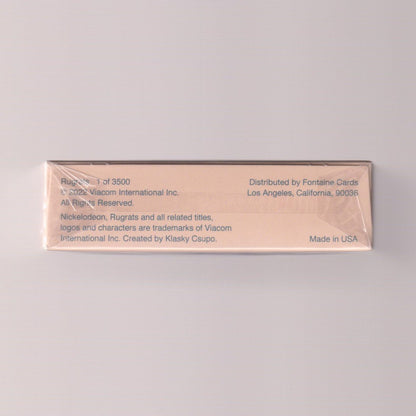 Rugrats 1 of 3500
© 2022 Viacom International Inc.
All Rights Reserved.
Nickelodeon, Rugrats and all related titles,
logos and characters are trademarks of Viacom
International Inc. Created by Klasky Csupo.
Distributed by Fontaine Cards
Los Angeles, California, 90036
Made in USA